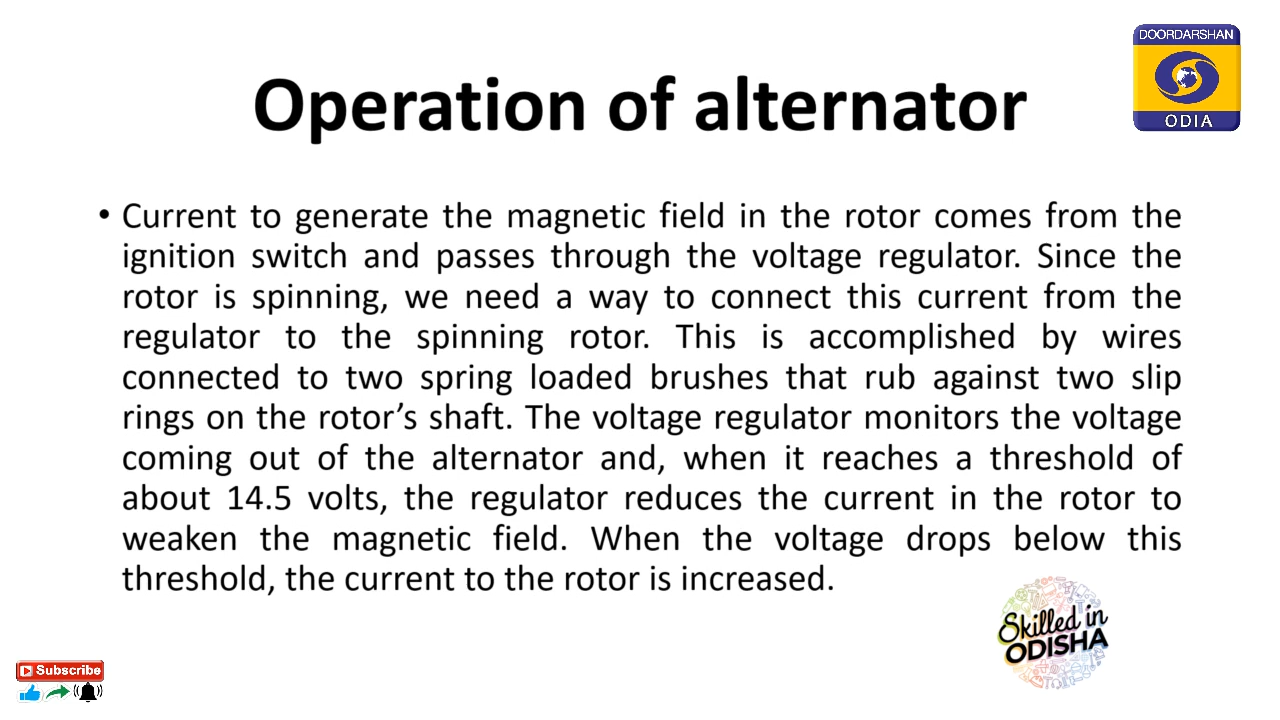 DOORDARSHAN
ODIA
Operation of alternator
• Current to generate the magnetic field in the rotor comes from the
ignition switch and passes through the voltage regulator. Since the
rotor is spinning, we need a way to connect this current from the
regulator to the spinning rotor. This is accomplished by wires
connected to two spring loaded brushes that rub against two slip
rings on the rotor’s shaft. The voltage regulator monitors the voltage
coming out of the alternator and, when it reaches a threshold of
about 14.5 volts, the regulator reduces the current in the rotor to
weaken the magnetic field. When the voltage drops below this
threshold, the current to the rotor is increased.
Skilled in
ODISHA
Subscribe